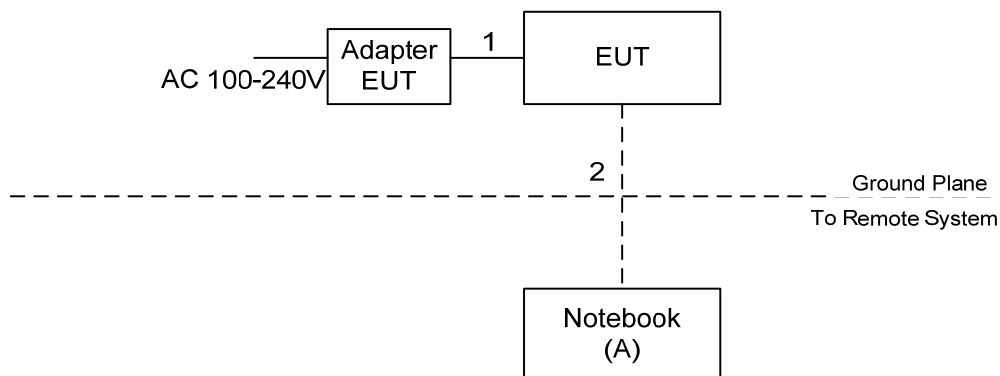 Adapter
EUT
1
EUT
AC 100-240V
2
Ground Plane
To Remote System
Notebook
(A)